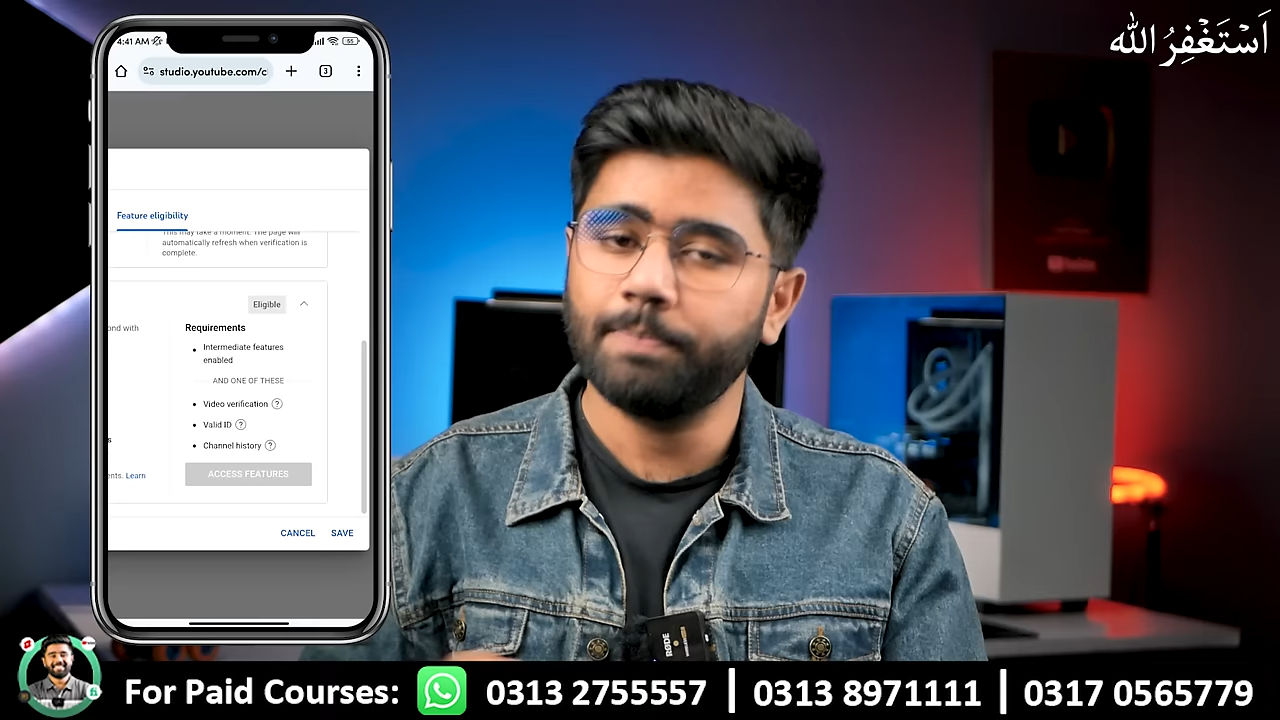 اَسْتَغْفِرُ اللّٰه
4:41 AM
55
studio.youtube.com/c
3
Feature eligibility
This may take a moment. The page will
automatically refresh when verification is
complete.
Eligible
ond with
Requirements
• Intermediate features
enabled
AND ONE OF THESE
• Video verification ?
• Valid ID ?
s
• Channel history ?
ents. Learn
ACCESS FEATURES
CANCEL SAVE
RØDE
For Paid Courses: 0313 2755557 | 0313 8971111 | 0317 0565779